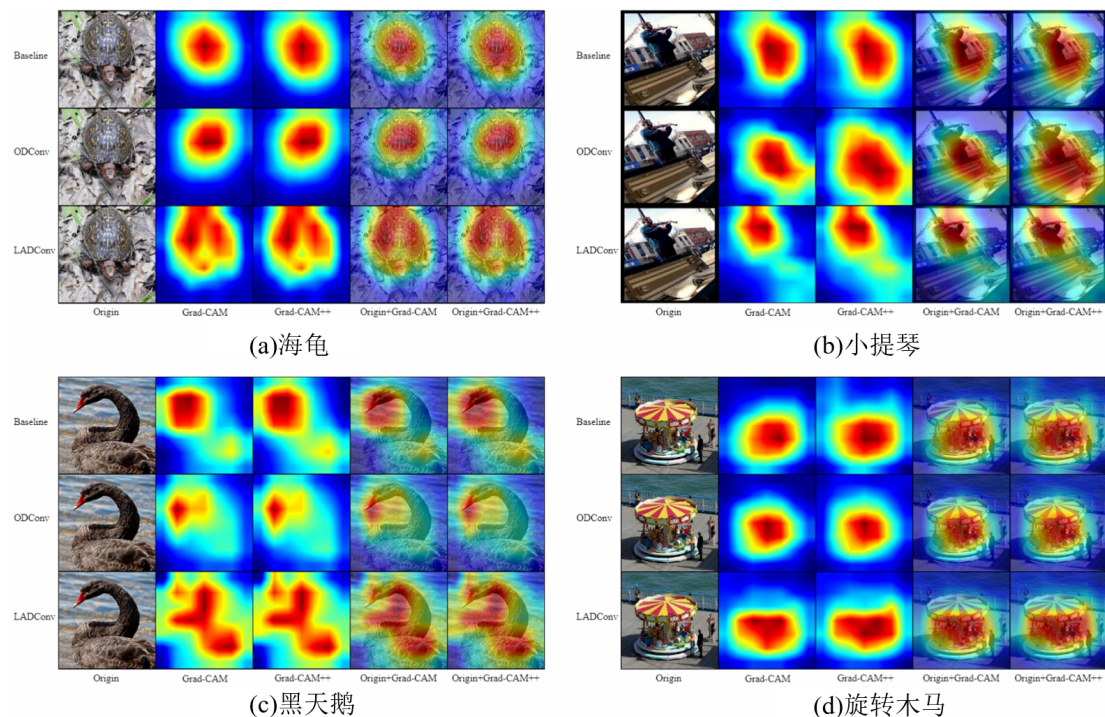 Baseline
ODConv
LADConv
Origin Grad-CAM Grad-CAM++ Origin+Grad-CAM Origin+Grad-CAM++
(a)海龟
Baseline
ODConv
LADConv
Origin Grad-CAM Grad-CAM++ Origin+Grad-CAM Origin+Grad-CAM++
(b)小提琴
Baseline
ODConv
LADConv
Origin Grad-CAM Grad-CAM++ Origin+Grad-CAM Origin+Grad-CAM++
(c)黑天鹅
Baseline
ODConv
LADConv
Origin Grad-CAM Grad-CAM++ Origin+Grad-CAM Origin+Grad-CAM++
(d)旋转木马